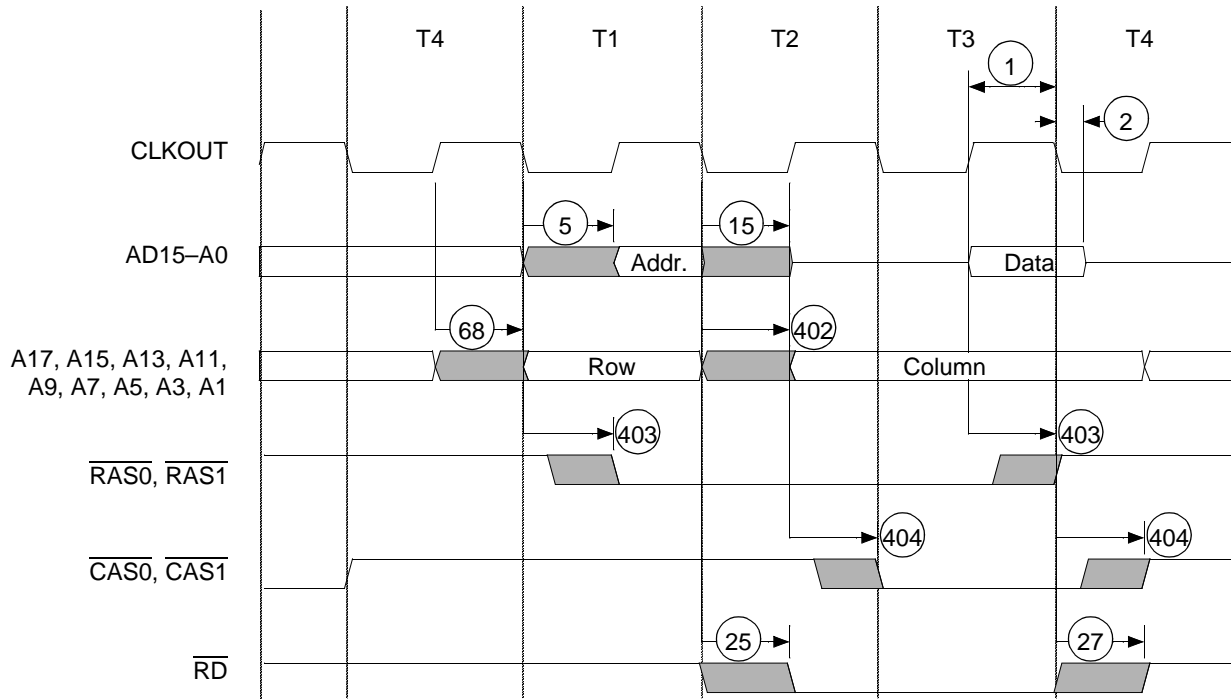 T4 T1 T2 T3 T4
1
2
CLKOUT
5 15
AD15–A0 Addr. Data
68 402
A17, A15, A13, A11,
A9, A7, A5, A3, A1
Row Column
403 403
RAS0, RAS1
404 404
CAS0, CAS1
25 27
RD